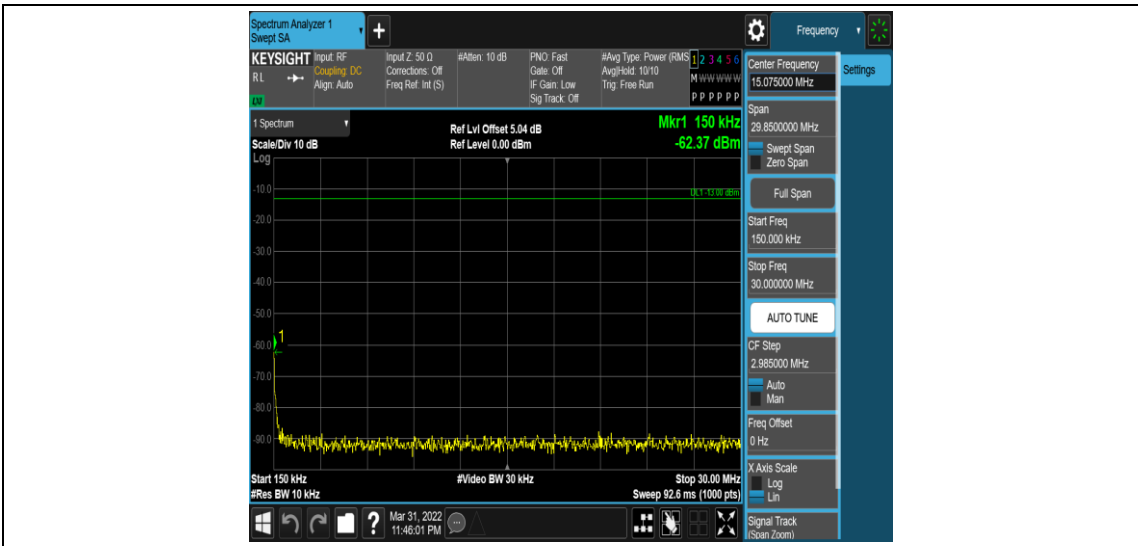 Spectrum Analyzer 1
Swept SA
+
Frequency
KEYSIGHT
RL
LXI
Input: RF
Coupling: DC
Align: Auto
Input Z: 50 Ω
Corrections: Off
Freq Ref: Int (S)
#Atten: 10 dB
PNO: Fast
Gate: Off
IF Gain: Low
Sig Track: Off
#Avg Type: Power (RMS
Avg|Hold: 10/10
Trig: Free Run
1 2 3 4 5 6
M W W W W W
P P P P P P
1 Spectrum
Scale/Div 10 dB
Log
Ref Lvl Offset 5.04 dB
Ref Level 0.00 dBm
Mkr1 150 kHz
-62.37 dBm
DL1 -13.00 dBm
-10.0
-20.0
-30.0
-40.0
-50.0
1
-60.0
-70.0
-80.0
-90.0
Start 150 kHz
#Res BW 10 kHz
#Video BW 30 kHz
Stop 30.00 MHz
Sweep 92.6 ms (1000 pts)
Center Frequency
15.075000 MHz
Settings
Span
29.8500000 MHz
Swept Span
Zero Span
Full Span
Start Freq
150.000 kHz
Stop Freq
30.000000 MHz
AUTO TUNE
CF Step
2.985000 MHz
Auto
Man
Freq Offset
0 Hz
X Axis Scale
Log
Lin
Signal Track
(Span Zoom)
?
Mar 31, 2022
11:46:01 PM